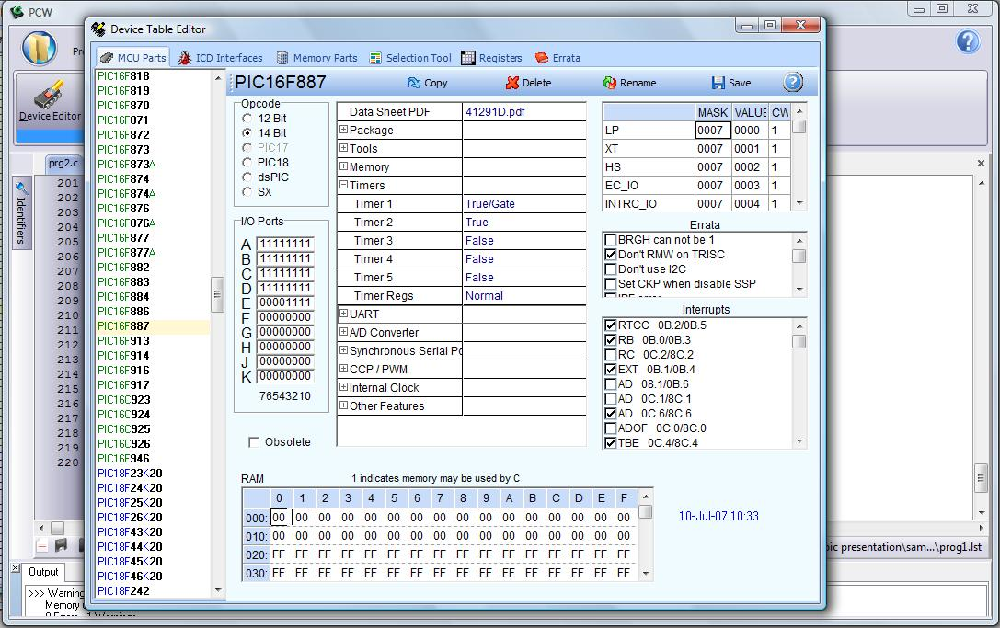 PCW
Device Table Editor
MCU Parts ICD Interfaces Memory Parts Selection Tool Registers Errata
Device Editor
prg2.c
Identifiers
201
202
203
204
205
206
207
208
209
210
211
212
213
214
215
216
217
218
219
220
PIC16F818
PIC16F819
PIC16F870
PIC16F871
PIC16F872
PIC16F873
PIC16F873A
PIC16F874
PIC16F874A
PIC16F876
PIC16F876A
PIC16F877
PIC16F877A
PIC16F882
PIC16F883
PIC16F884
PIC16F886
PIC16F887
PIC16F913
PIC16F914
PIC16F916
PIC16F917
PIC16C923
PIC16C924
PIC16C925
PIC16C926
PIC16F946
PIC18F23K20
PIC18F24K20
PIC18F25K20
PIC18F26K20
PIC18F43K20
PIC18F44K20
PIC18F45K20
PIC18F46K20
PIC18F242
PIC16F887 Copy Delete Rename Save
Opcode
12 Bit
14 Bit
PIC17
PIC18
dsPIC
SX
I/O Ports
A 11111111
B 11111111
C 11111111
D 11111111
E 00001111
F 00000000
G 00000000
H 00000000
J 00000000
K 00000000
76543210
Obsolete
Data Sheet PDF 41291D.pdf
Package
Tools
Memory
Timers
Timer 1 True/Gate
Timer 2 True
Timer 3 False
Timer 4 False
Timer 5 False
Timer Regs Normal
UART
A/D Converter
Synchronous Serial Po
CCP / PWM
Internal Clock
Other Features
MASK VALUE CW
LP 0007 0000 1
XT 0007 0001 1
HS 0007 0002 1
EC_IO 0007 0003 1
INTRC_IO 0007 0004 1
Errata
BRGH can not be 1
Don't RMW on TRISC
Don't use I2C
Set CKP when disable SSP
Interrupts
RTCC 0B.2/0B.5
RB 0B.0/0B.3
RC 0C.2/8C.2
EXT 0B.1/0B.4
AD 08.1/0B.6
AD 0C.1/8C.1
AD 0C.6/8C.6
ADOF 0C.0/8C.0
TBE 0C.4/8C.4
RAM 1 indicates memory may be used by C
0 1 2 3 4 5 6 7 8 9 A B C D E F
000: 00 00 00 00 00 00 00 00 00 00 00 00 00 00 00 00
010: 00 00 00 00 00 00 00 00 00 00 00 00 00 00 00 00
020: FF FF FF FF FF FF FF FF FF FF FF FF FF FF FF FF
030: FF FF FF FF FF FF FF FF FF FF FF FF FF FF FF FF
10-Jul-07 10:33
pic presentation\sam...\prog1.lst
Output
>>> Warning
Memory